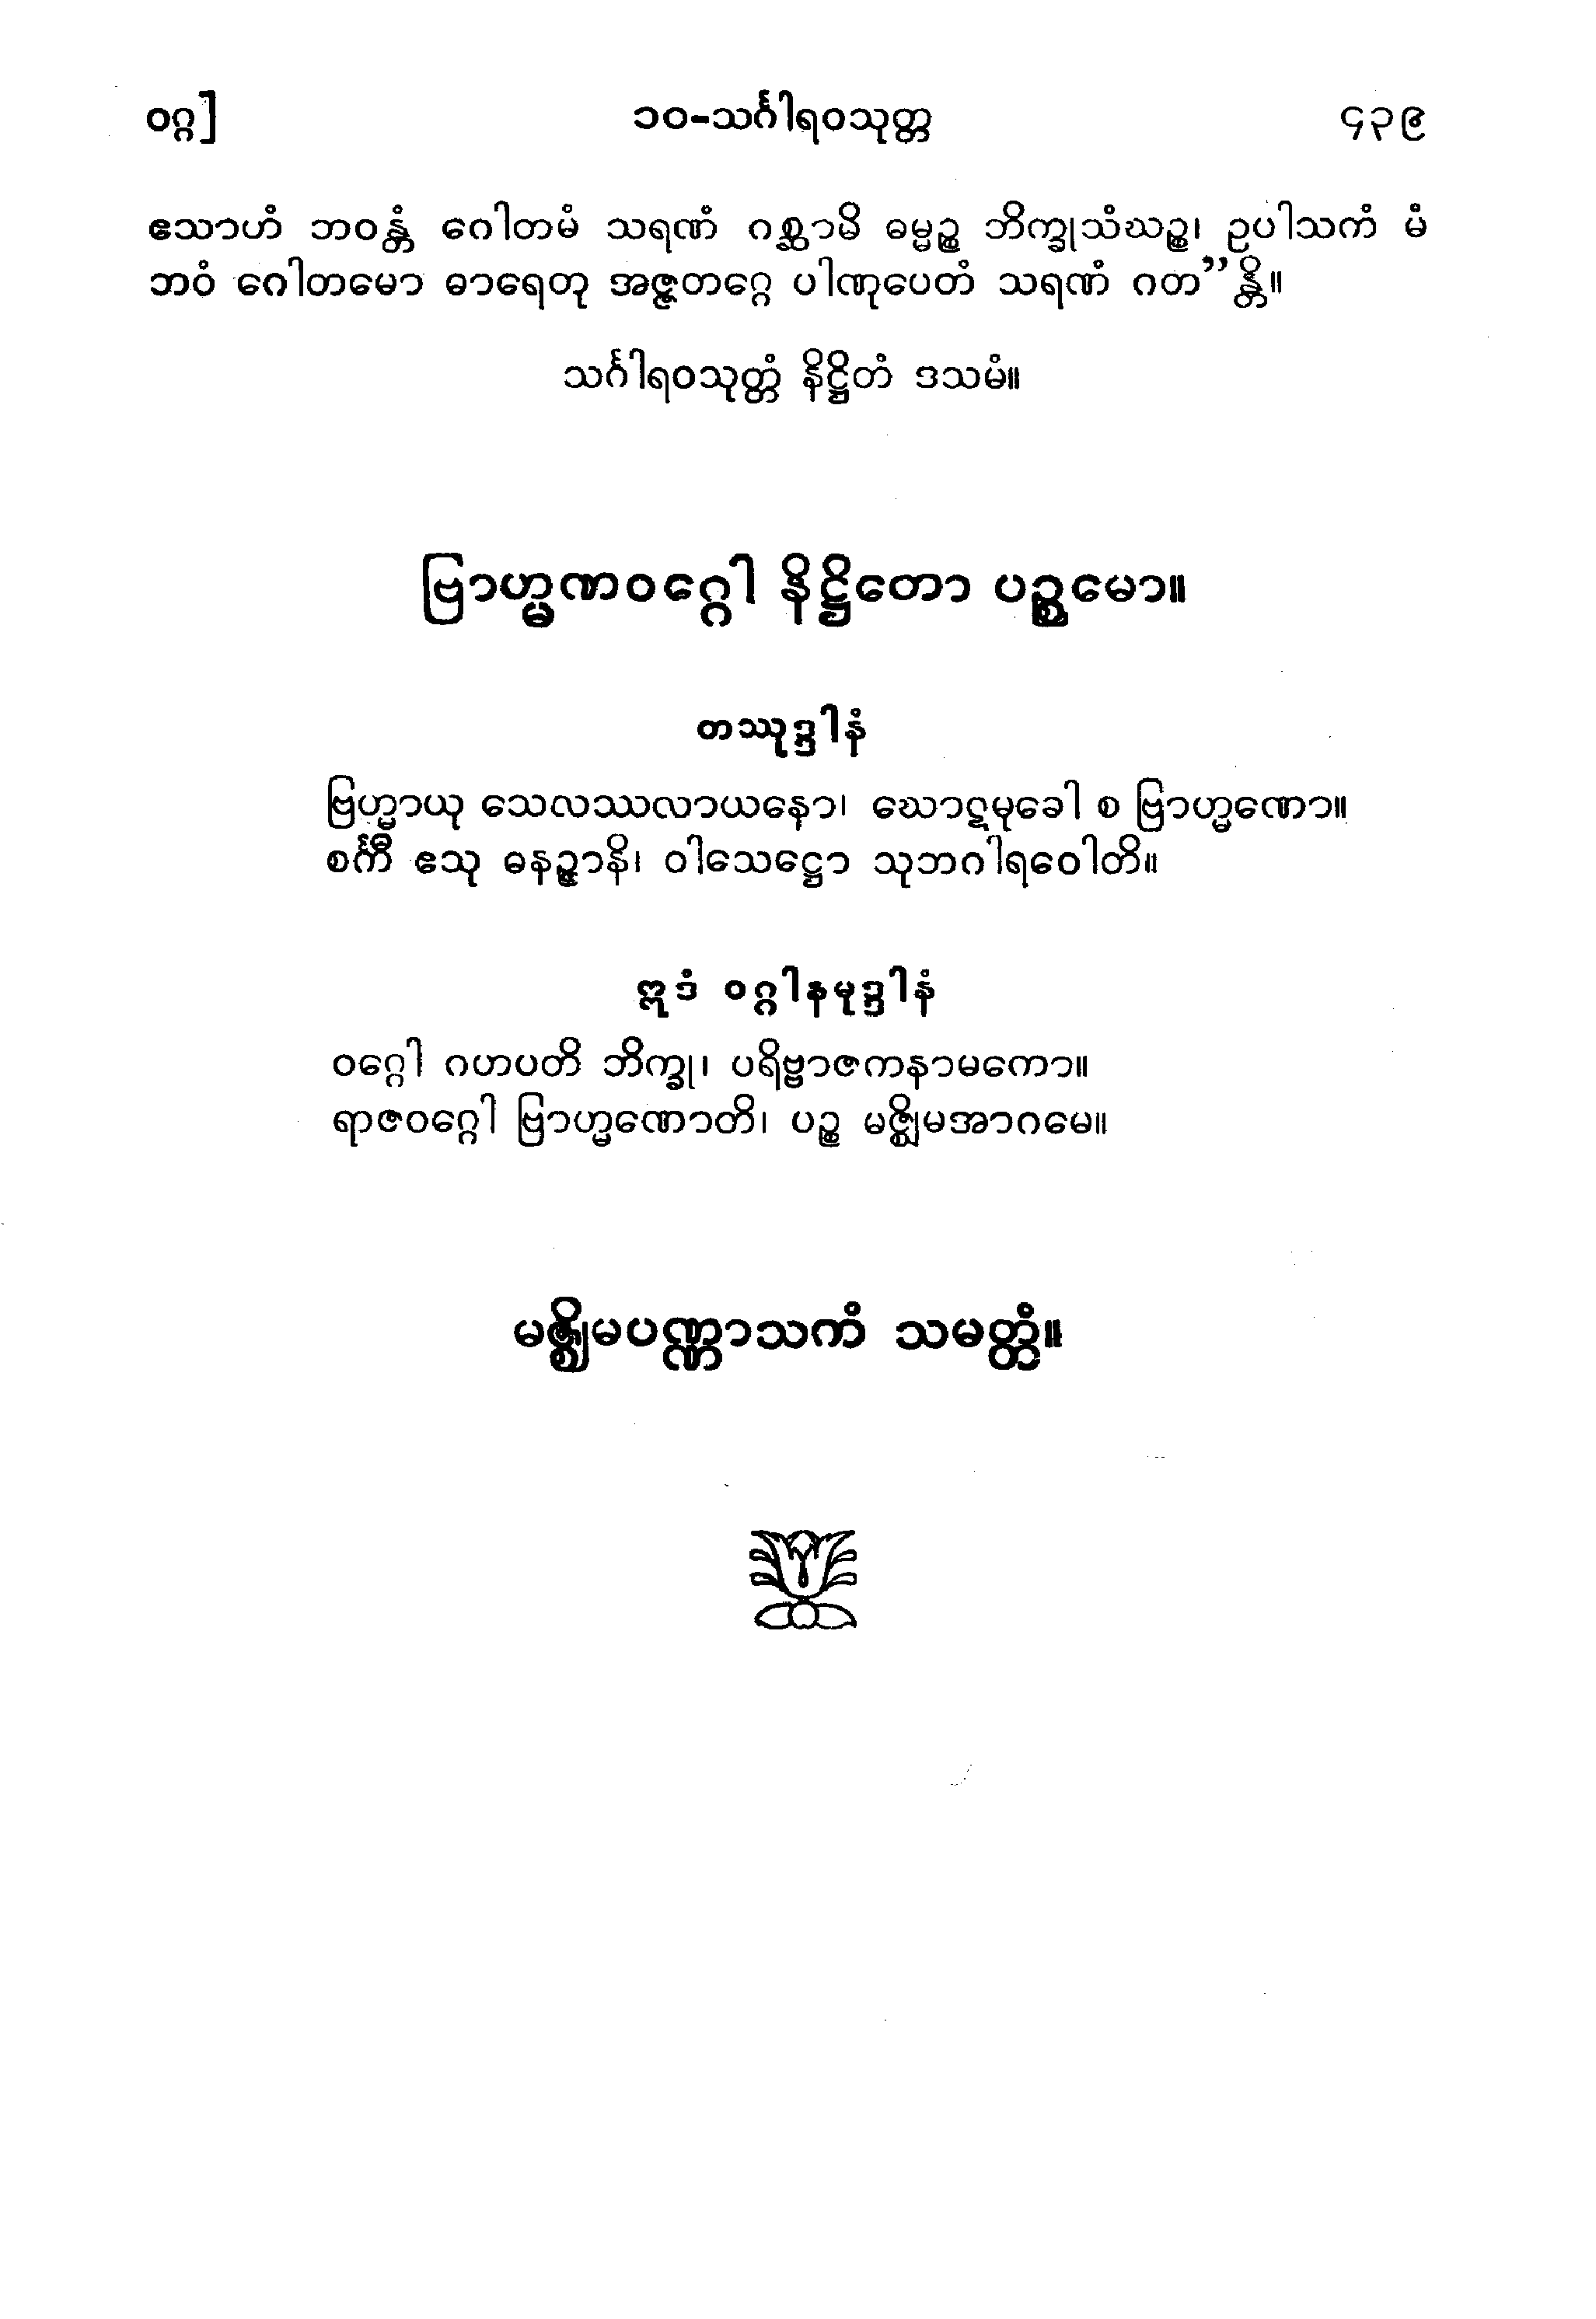 ဝဂ္ဂ] ၁၀-သင်္ဂါရဝသုတ္တ ၄၃၉
ဧသာဟံ ဘဝန္တံ ဂေါတမံ သရဏံ ဂစ္ဆာမိ ဓမ္မဉ္စ ဘိက္ခုသံဃဉ္စ၊ ဥပါသကံ မံ
ဘဝံ ဂေါတမော ဓာရေတု အဇ္ဇတဂ္ဂေ ပါဏုပေတံ သရဏံ ဂတ”န္တိ။
သင်္ဂါရဝသုတ္တံ နိဋ္ဌိတံ ဒသမံ။
ဗြာဟ္မဏဝဂ္ဂေါ နိဋ္ဌိတော ပဉ္စမော။
တဿုဒ္ဒါနံ
ဗြဟ္မာယု သေလဿလာယနော၊ ဃောဋမုခေါ စ ဗြာဟ္မဏော။
စင်္ကီ ဧသု ဓနဉ္ဇာနိ၊ ဝါသေဋ္ဌော သုဘဂါရဝေါတိ။
ဣဒံ ဝဂ္ဂါနမုဒ္ဒါနံ
ဝဂ္ဂေါ ဂဟပတိ ဘိက္ခု၊ ပရိဗ္ဗာဇကနာမကော။
ရာဇဝဂ္ဂေါ ဗြာဟ္မဏောတိ၊ ပဉ္စ မဇ္ဈိမအာဂမေ။
မဇ္ဈိမပဏ္ဏာသကံ သမတ္တံ။